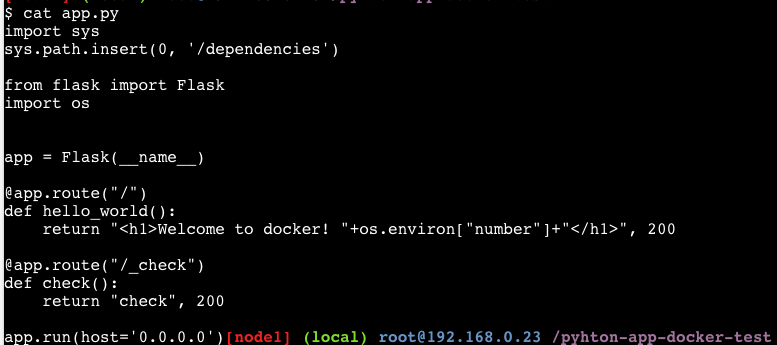 $ cat app.py
import sys
sys.path.insert(0, '/dependencies')
from flask import Flask
import os
app = Flask(__name__)
@app.route("/")
def hello_world():
    return "<h1>Welcome to docker! "+os.environ["number"]+"</h1>", 200
@app.route("/_check")
def check():
    return "check", 200
app.run(host='0.0.0.0')[node1] (local) root@192.168.0.23 /pyhton-app-docker-test